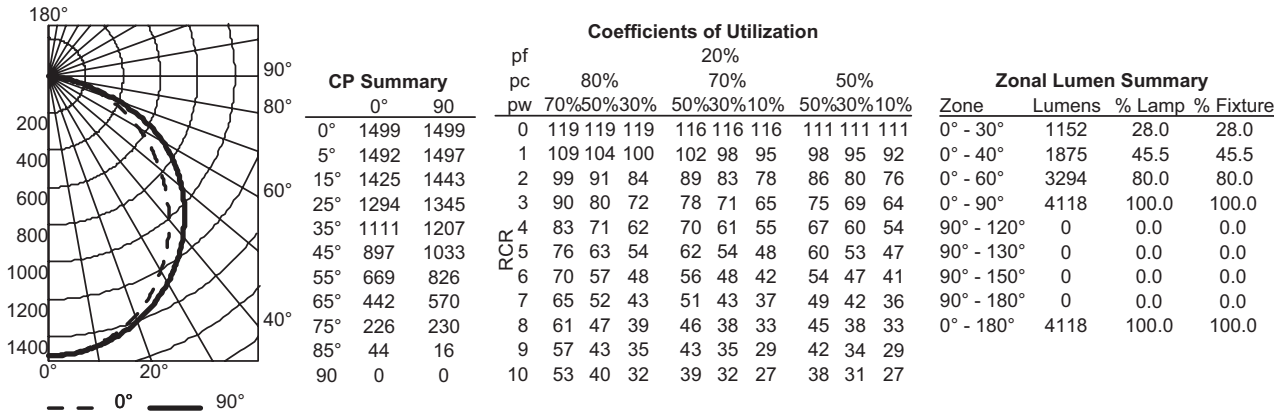 180°
90°
80°
200
400
60°
600
800
1000
1200
40°
1400
0° 20°
0° 90°
CP Summary
0° 90
0° 1499 1499
5° 1492 1497
15° 1425 1443
25° 1294 1345
35° 1111 1207
45° 897 1033
55° 669 826
65° 442 570
75° 226 230
85° 44 16
90 0 0
Coefficients of Utilization
pf 20%
pc 80% 70% 50%
pw 70%50%30% 50%30%10% 50%30%10%
RCR
0 119 119 119 116 116 116 111 111 111
1 109 104 100 102 98 95 98 95 92
2 99 91 84 89 83 78 86 80 76
3 90 80 72 78 71 65 75 69 64
4 83 71 62 70 61 55 67 60 54
5 76 63 54 62 54 48 60 53 47
6 70 57 48 56 48 42 54 47 41
7 65 52 43 51 43 37 49 42 36
8 61 47 39 46 38 33 45 38 33
9 57 43 35 43 35 29 42 34 29
10 53 40 32 39 32 27 38 31 27
Zonal Lumen Summary
Zone Lumens % Lamp % Fixture
0° - 30° 1152 28.0 28.0
0° - 40° 1875 45.5 45.5
0° - 60° 3294 80.0 80.0
0° - 90° 4118 100.0 100.0
90° - 120° 0 0.0 0.0
90° - 130° 0 0.0 0.0
90° - 150° 0 0.0 0.0
90° - 180° 0 0.0 0.0
0° - 180° 4118 100.0 100.0